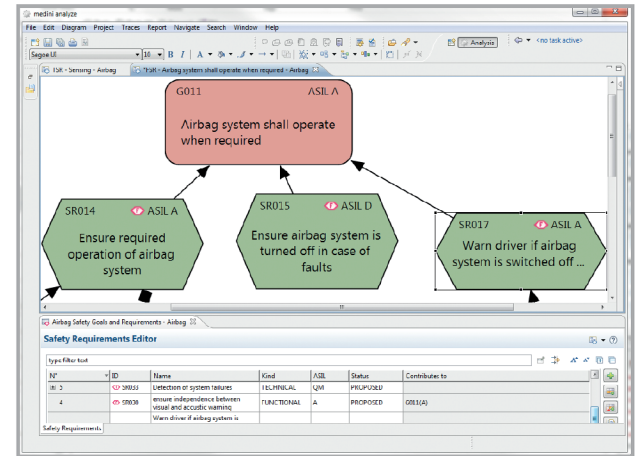 medini analyze
File Edit Diagram Project Traces Report Navigate Search Window Help
Analysis <no task active>
Segoe UI 10 B I A
FSR - Sensing - Airbag *FSR - Airbag system shall operate when required - Airbag
G011 ASIL A
Airbag system shall operate
when required
SR014 ASIL A
Ensure required
operation of airbag
system
SR015 ASIL D
Ensure airbag system is
turned off in case of
faults
SR017 ASIL A
Warn driver if airbag
system is switched off ...
Airbag Safety Goals and Requirements - Airbag
Safety Requirements Editor
type filter text
N° ID Name Kind ASIL Status Contributes to
5 SR033 Detection of system failures TECHNICAL QM PROPOSED
4 SR030 ensure independence between
visual and accustic warning FUNCTIONAL A PROPOSED G011(A)
Warn driver if airbag system is
Safety Requirements